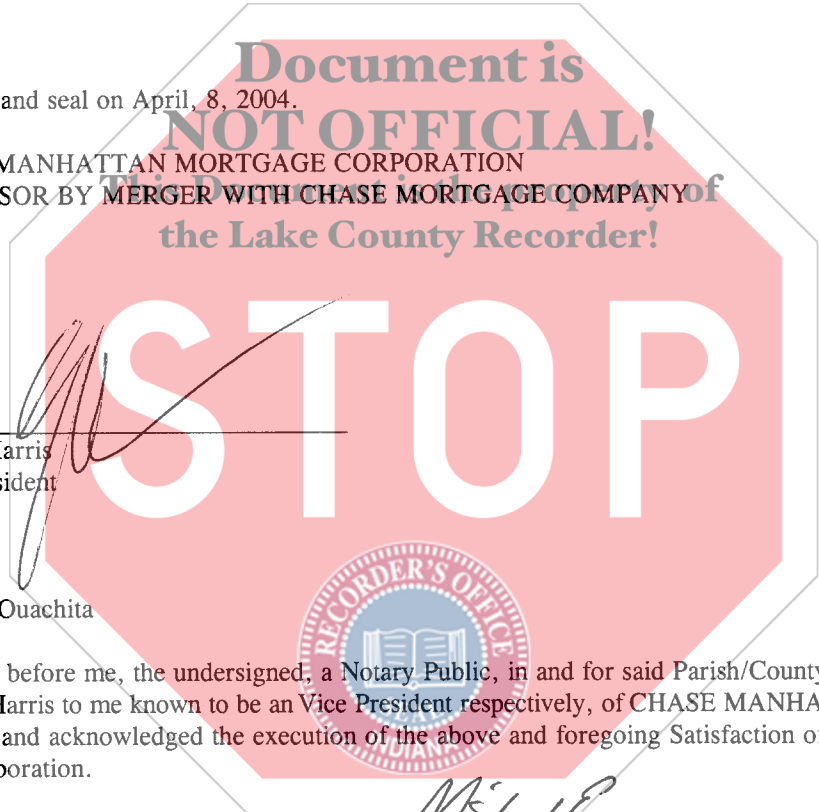 Document is
and seal on April, 8, 2004.
NOT OFFICIAL!
MANHATTAN MORTGAGE CORPORATION
This Document is the property of
SOR BY MERGER WITH CHASE MORTGAGE COMPANY
the Lake County Recorder!
STOP
Harris
sident
RECORDER'S OFFICE
Ouachita
before me, the undersigned, a Notary Public, in and for said Parish/County
Harris to me known to be an Vice President respectively, of CHASE MANHA
SEAL
and acknowledged the execution of the above and foregoing Satisfaction of
INDIANA
poration.